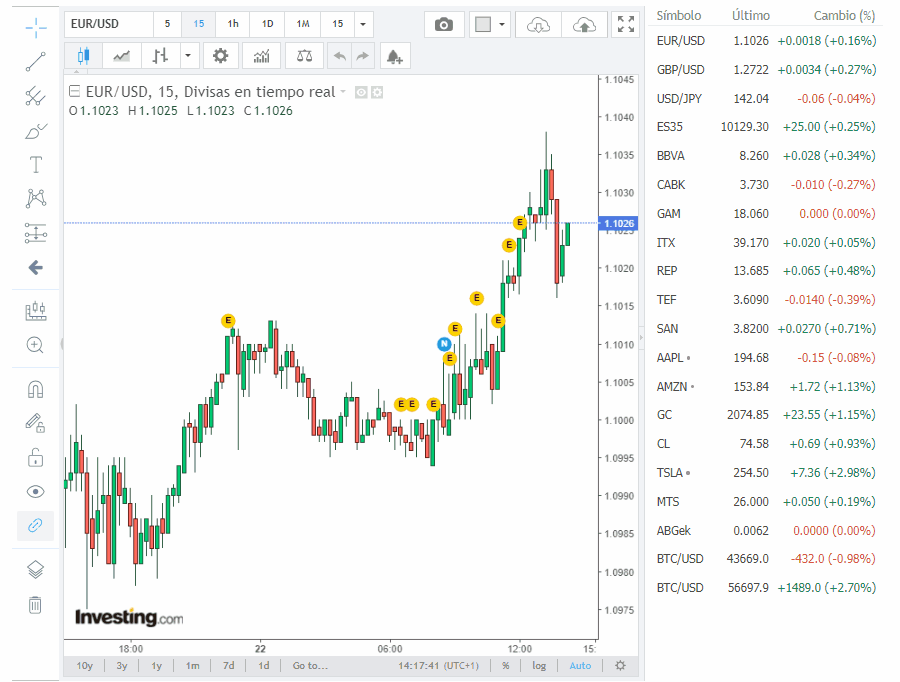 EUR/USD 5 15 1h 1D 1M 15
EUR/USD, 15, Divisas en tiempo real
O1.1023 H1.1025 L1.1023 C1.1026
E
E
E
E
E
E
N
E
E E
E
1.1045
1.1040
1.1035
1.1030
1.1026
1.1025
1.1020
1.1015
1.1010
1.1005
1.1000
1.0995
1.0990
1.0985
1.0980
1.0975
Investing.com
18:00 22 06:00 12:00 15:
10y 3y 1y 1m 7d 1d Go to... 14:17:41 (UTC+1) % log Auto
Símbolo Último Cambio (%)
EUR/USD 1.1026 +0.0018 (+0.16%)
GBP/USD 1.2722 +0.0034 (+0.27%)
USD/JPY 142.04 -0.06 (-0.04%)
ES35 10129.30 +25.00 (+0.25%)
BBVA 8.260 +0.028 (+0.34%)
CABK 3.730 -0.010 (-0.27%)
GAM 18.060 0.000 (0.00%)
ITX 39.170 +0.020 (+0.05%)
REP 13.685 +0.065 (+0.48%)
TEF 3.6090 -0.0140 (-0.39%)
SAN 3.8200 +0.0270 (+0.71%)
AAPL 194.68 -0.15 (-0.08%)
AMZN 153.84 +1.72 (+1.13%)
GC 2074.85 +23.55 (+1.15%)
CL 74.58 +0.69 (+0.93%)
TSLA 254.50 +7.36 (+2.98%)
MTS 26.000 +0.050 (+0.19%)
ABGek 0.0062 0.0000 (0.00%)
BTC/USD 43669.0 -432.0 (-0.98%)
BTC/USD 56697.9 +1489.0 (+2.70%)